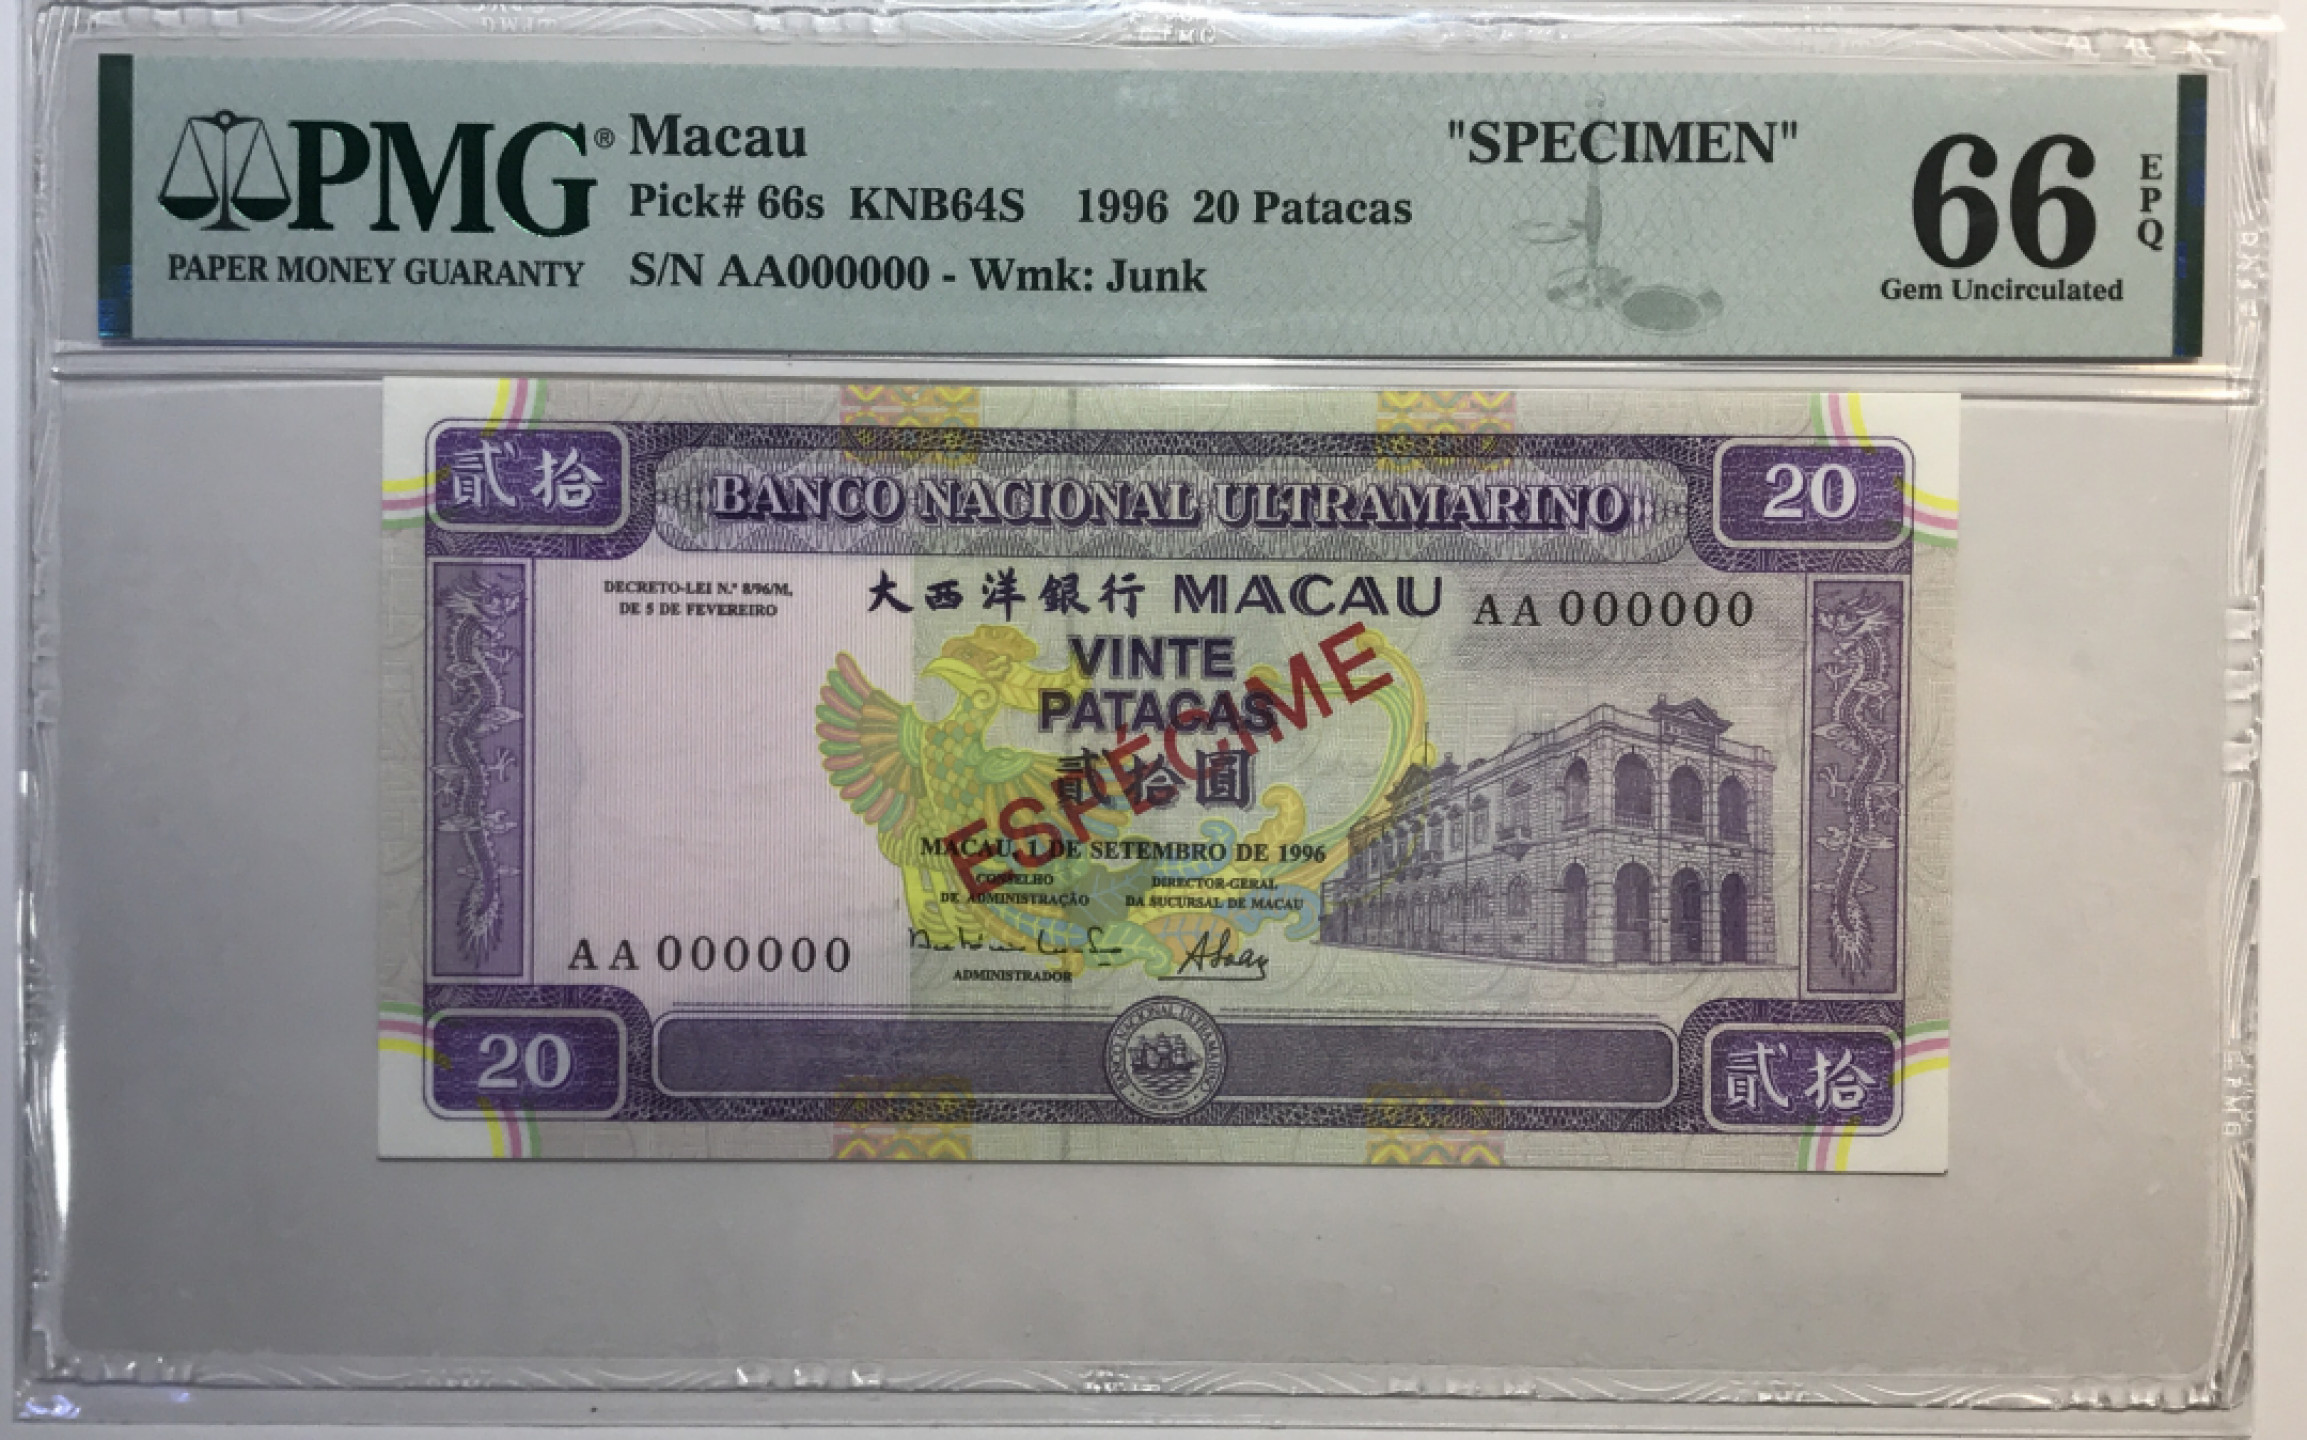 PMG®
PAPER MONEY GUARANTY
Macau
Pick# 66s KNB64S 1996 20 Patacas
S/N AA000000 - Wmk: Junk
"SPECIMEN"
66
EPQ
Gem Uncirculated
貳拾
BANCO NACIONAL ULTRAMARINO
20
DECRETO-LEI N.º 8/96/M,
DE 5 DE FEVEREIRO
大西洋銀行 MACAU
AA 000000
VINTE
PATACAS
貳拾圓
ESPÉCIME
MACAU, 1 DE SETEMBRO DE 1996
CONSELHO
DE ADMINISTRAÇÃO
DIRECTOR-GERAL
DA SUCURSAL DE MACAU
AA 000000
ADMINISTRADOR
20
BANCO NACIONAL ULTRAMARINO
貳拾